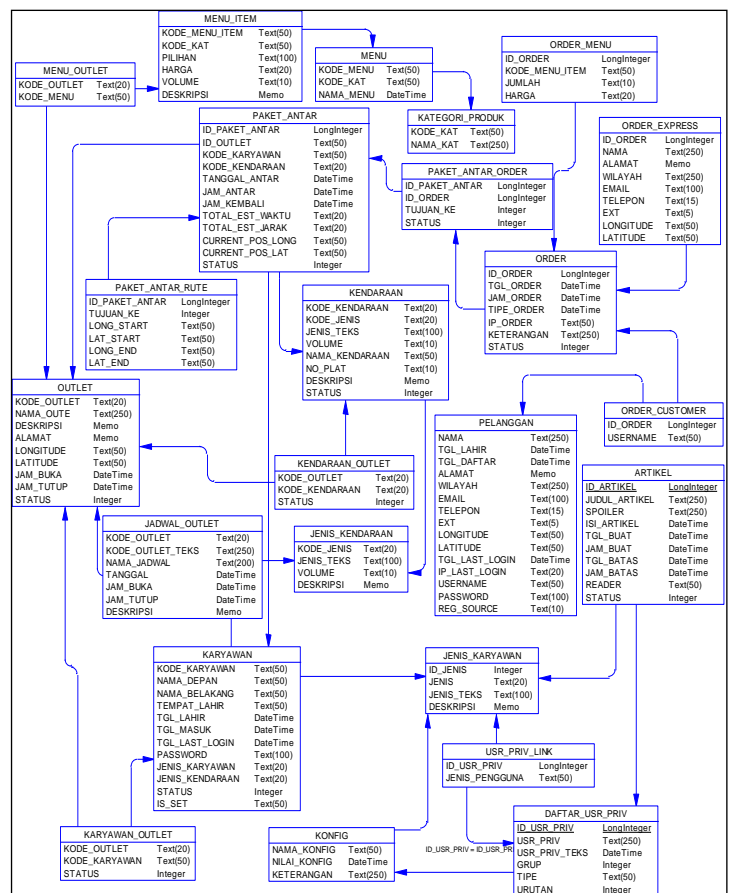 MENU_ITEM
KODE_MENU_ITEM Text(50)
KODE_KAT Text(50)
PILIHAN Text(100)
HARGA Text(20)
VOLUME Text(10)
DESKRIPSI Memo
MENU_OUTLET
KODE_OUTLET Text(20)
KODE_MENU Text(50)
MENU
KODE_MENU Text(50)
KODE_KAT Text(50)
NAMA_MENU DateTime
ORDER_MENU
ID_ORDER LongInteger
KODE_MENU_ITEM Text(50)
JUMLAH Text(10)
HARGA Text(20)
KATEGORI_PRODUK
KODE_KAT Text(50)
NAMA_KAT Text(250)
PAKET_ANTAR
ID_PAKET_ANTAR LongInteger
ID_OUTLET Text(50)
KODE_KARYAWAN Text(50)
KODE_KENDARAAN Text(20)
TANGGAL_ANTAR DateTime
JAM_ANTAR DateTime
JAM_KEMBALI DateTime
TOTAL_EST_WAKTU Text(20)
TOTAL_EST_JARAK Text(20)
CURRENT_POS_LONG Text(50)
CURRENT_POS_LAT Text(50)
STATUS Integer
ORDER_EXPRESS
ID_ORDER LongInteger
NAMA Text(250)
ALAMAT Memo
WILAYAH Text(250)
EMAIL Text(100)
TELEPON Text(15)
EXT Text(5)
LONGITUDE Text(50)
LATITUDE Text(50)
PAKET_ANTAR_ORDER
ID_PAKET_ANTAR LongInteger
ID_ORDER LongInteger
TUJUAN_KE Integer
STATUS Integer
ORDER
ID_ORDER LongInteger
TGL_ORDER DateTime
JAM_ORDER DateTime
TIPE_ORDER DateTime
IP_ORDER Text(50)
KETERANGAN Text(250)
STATUS Integer
PAKET_ANTAR_RUTE
ID_PAKET_ANTAR LongInteger
TUJUAN_KE Integer
LONG_START Text(50)
LAT_START Text(50)
LONG_END Text(50)
LAT_END Text(50)
KENDARAAN
KODE_KENDARAAN Text(20)
KODE_JENIS Text(20)
JENIS_TEKS Text(100)
VOLUME Text(10)
NAMA_KENDARAAN Text(50)
NO_PLAT Text(10)
DESKRIPSI Memo
STATUS Integer
OUTLET
KODE_OUTLET Text(20)
NAMA_OUTE Text(250)
DESKRIPSI Memo
ALAMAT Memo
LONGITUDE Text(50)
LATITUDE Text(50)
JAM_BUKA DateTime
JAM_TUTUP DateTime
STATUS Integer
ORDER_CUSTOMER
ID_ORDER LongInteger
USERNAME Text(50)
PELANGGAN
NAMA Text(250)
TGL_LAHIR DateTime
TGL_DAFTAR DateTime
ALAMAT Memo
WILAYAH Text(250)
EMAIL Text(100)
TELEPON Text(15)
EXT Text(5)
LONGITUDE Text(50)
LATITUDE Text(50)
TGL_LAST_LOGIN DateTime
IP_LAST_LOGIN Text(20)
USERNAME Text(50)
PASSWORD Text(100)
REG_SOURCE Text(10)
KENDARAAN_OUTLET
KODE_OUTLET Text(20)
KODE_KENDARAAN Text(20)
STATUS Integer
ARTIKEL
ID_ARTIKEL LongInteger
JUDUL_ARTIKEL Text(250)
SPOILER Text(250)
ISI_ARTIKEL DateTime
TGL_BUAT DateTime
JAM_BUAT DateTime
TGL_BATAS DateTime
JAM_BATAS DateTime
READER Text(50)
STATUS Integer
JADWAL_OUTLET
KODE_OUTLET Text(20)
KODE_OUTLET_TEKS Text(250)
NAMA_JADWAL Text(200)
TANGGAL DateTime
JAM_BUKA DateTime
JAM_TUTUP DateTime
DESKRIPSI Memo
JENIS_KENDARAAN
KODE_JENIS Text(20)
JENIS_TEKS Text(100)
VOLUME Text(10)
DESKRIPSI Memo
KARYAWAN
KODE_KARYAWAN Text(50)
NAMA_DEPAN Text(50)
NAMA_BELAKANG Text(50)
TEMPAT_LAHIR Text(50)
TGL_LAHIR DateTime
TGL_MASUK DateTime
TGL_LAST_LOGIN DateTime
PASSWORD Text(100)
JENIS_KARYAWAN Text(20)
JENIS_KENDARAAN Text(20)
STATUS Integer
IS_SET Text(50)
JENIS_KARYAWAN
ID_JENIS Integer
JENIS Text(20)
JENIS_TEKS Text(100)
DESKRIPSI Memo
USR_PRIV_LINK
ID_USR_PRIV LongInteger
JENIS_PENGGUNA Text(50)
KARYAWAN_OUTLET
KODE_OUTLET Text(20)
KODE_KARYAWAN Text(50)
STATUS Integer
KONFIG
NAMA_KONFIG Text(50)
NILAI_KONFIG DateTime
KETERANGAN Text(250)
ID_USR_PRIV = ID_USR_PR
DAFTAR_USR_PRIV
ID_USR_PRIV LongInteger
USR_PRIV Text(250)
USR_PRIV_TEKS DateTime
GRUP Integer
TIPE Text(50)
URUTAN Integer